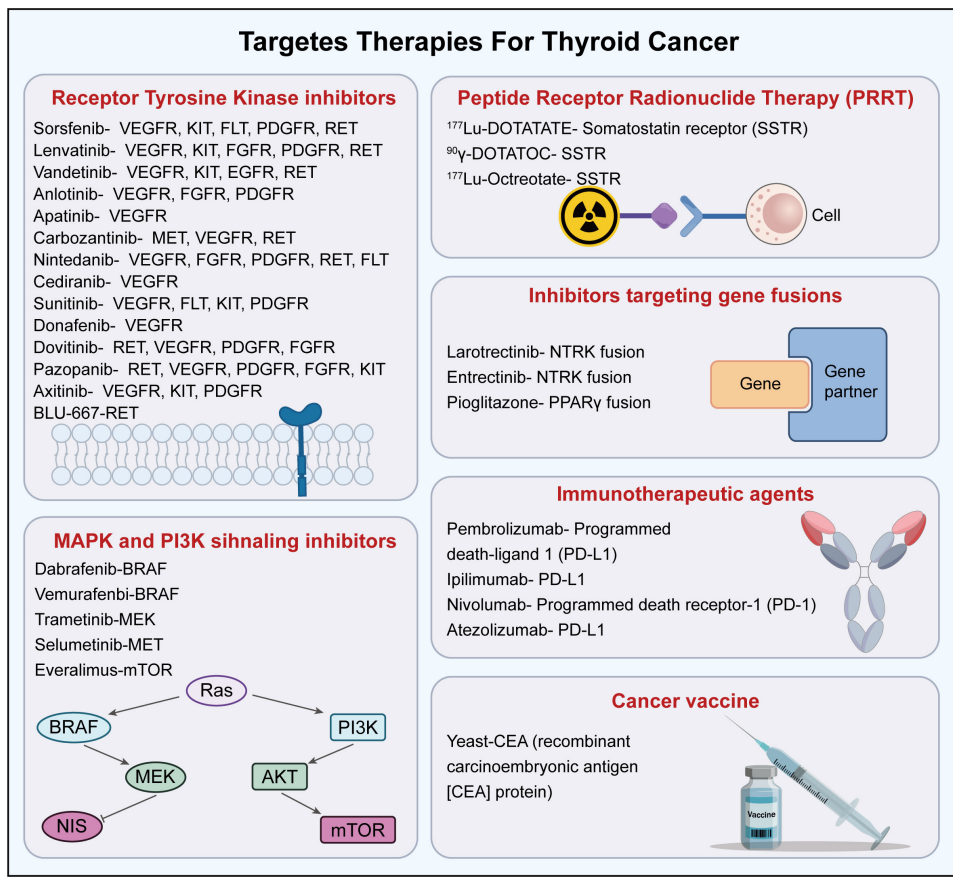 Targetes Therapies For Thyroid Cancer
Receptor Tyrosine Kinase inhibitors
Sorsfenib- VEGFR, KIT, FLT, PDGFR, RET
Lenvatinib- VEGFR, KIT, FGFR, PDGFR, RET
Vandetinib- VEGFR, KIT, EGFR, RET
Anlotinib- VEGFR, FGFR, PDGFR
Apatinib- VEGFR
Carbozantinib- MET, VEGFR, RET
Nintedanib- VEGFR, FGFR, PDGFR, RET, FLT
Cediranib- VEGFR
Sunitinib- VEGFR, FLT, KIT, PDGFR
Donafenib- VEGFR
Dovitinib- RET, VEGFR, PDGFR, FGFR
Pazopanib- RET, VEGFR, PDGFR, FGFR, KIT
Axitinib- VEGFR, KIT, PDGFR
BLU-667-RET
MAPK and PI3K sihnaling inhibitors
Dabrafenib-BRAF
Vemurafenbi-BRAF
Trametinib-MEK
Selumetinib-MET
Everalimus-mTOR
Ras
BRAF
PI3K
MEK
AKT
NIS
mTOR
Peptide Receptor Radionuclide Therapy (PRRT)
¹⁷⁷Lu-DOTATATE- Somatostatin receptor (SSTR)
⁹⁰γ-DOTATOC- SSTR
¹⁷⁷Lu-Octreotate- SSTR
Cell
Inhibitors targeting gene fusions
Larotrectinib- NTRK fusion
Entrectinib- NTRK fusion
Pioglitazone- PPARγ fusion
Gene
Gene
partner
Immunotherapeutic agents
Pembrolizumab- Programmed
death-ligand 1 (PD-L1)
Ipilimumab- PD-L1
Nivolumab- Programmed death receptor-1 (PD-1)
Atezolizumab- PD-L1
Cancer vaccine
Yeast-CEA (recombinant
carcinoembryonic antigen
[CEA] protein)
Vaccine